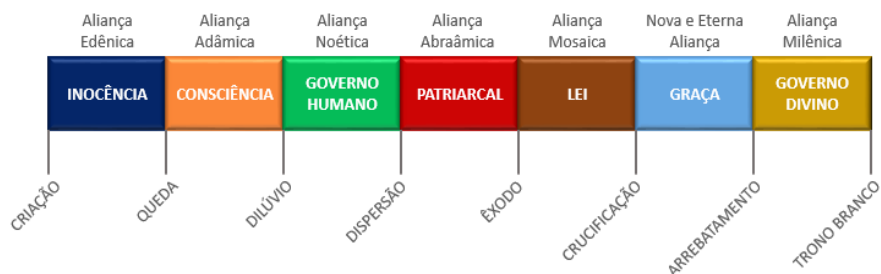 Aliança
Edênica
Aliança
Adâmica
Aliança
Noética
Aliança
Abraâmica
Aliança
Mosaica
Nova e Eterna
Aliança
Aliança
Milênica
INOCÊNCIA
CONSCIÊNCIA
GOVERNO
HUMANO
PATRIARCAL
LEI
GRAÇA
GOVERNO
DIVINO
CRIAÇÃO
QUEDA
DILÚVIO
DISPERSÃO
ÊXODO
CRUCIFICAÇÃO
ARREBATAMENTO
TRONO BRANCO